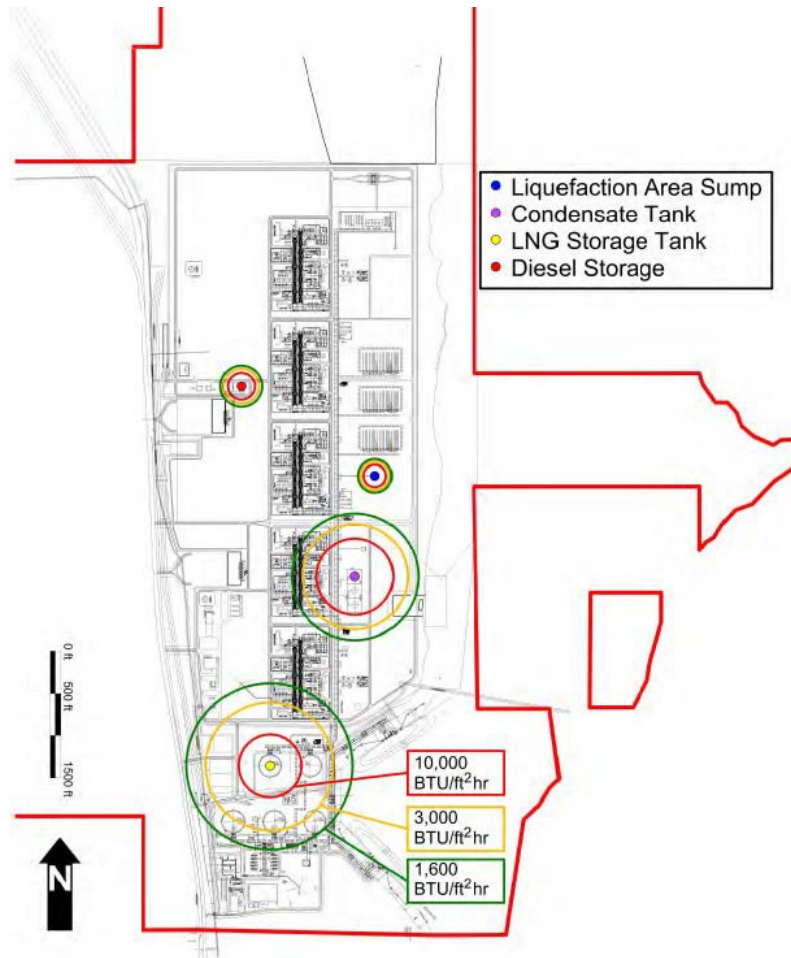 Liquefaction Area Sump
Condensate Tank
LNG Storage Tank
Diesel Storage
0 ft
500 ft
1500 ft
10,000
BTU/ft²hr
3,000
BTU/ft²hr
1,600
BTU/ft²hr
N